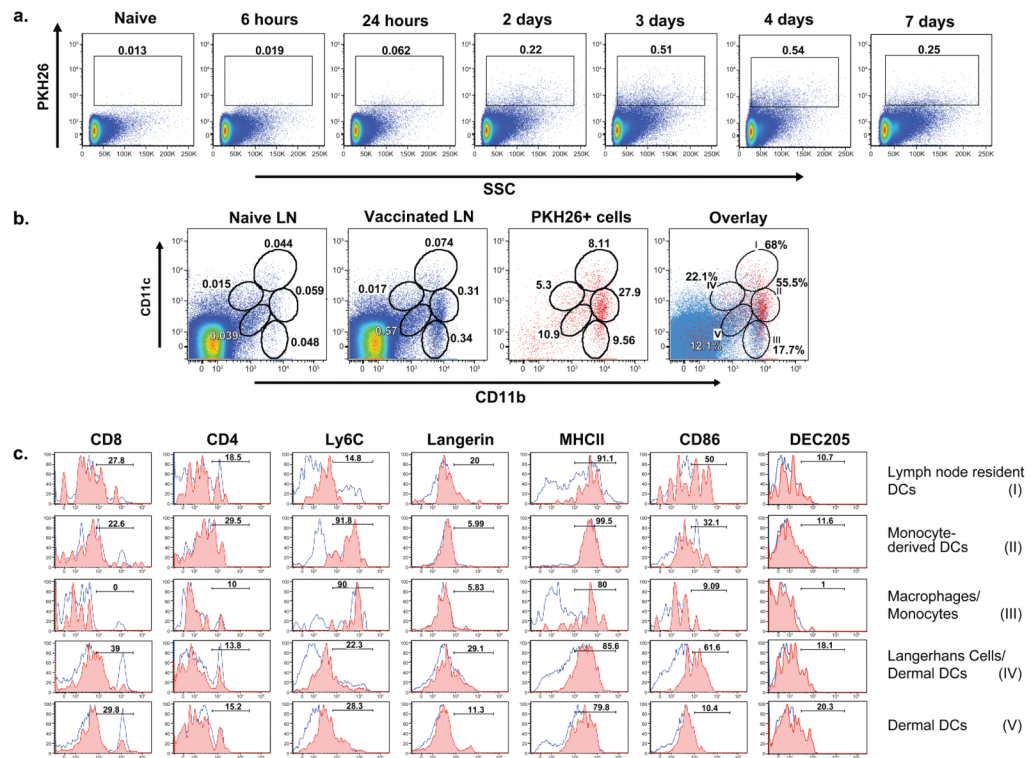 a.
Naive 6 hours 24 hours 2 days 3 days 4 days 7 days
0.013 0.019 0.062 0.22 0.51 0.54 0.25
PKH26
0 50K 100K 150K 200K 250K
SSC
b.
Naive LN Vaccinated LN PKH26+ cells Overlay
0.044 0.074 8.11 I 68%
0.015 0.059 0.017 0.31 5.3 27.9 22.1% IV 55.5% II
0.039 0.048 0.57 0.34 10.9 9.56 V 12.1% III 17.7%
CD11c
CD11b
c.
CD8 CD4 Ly6C Langerin MHCII CD86 DEC205
27.8 18.5 14.8 20 91.1 50 10.7
Lymph node resident
DCs (I)
22.6 29.5 91.8 5.99 99.5 32.1 11.6
Monocyte-
derived DCs (II)
0 10 90 5.83 80 9.09 1
Macrophages/
Monocytes (III)
39 13.8 22.3 29.1 85.6 61.6 18.1
Langerhans Cells/
Dermal DCs (IV)
29.8 15.2 28.3 11.3 79.8 10.4 20.3
Dermal DCs (V)